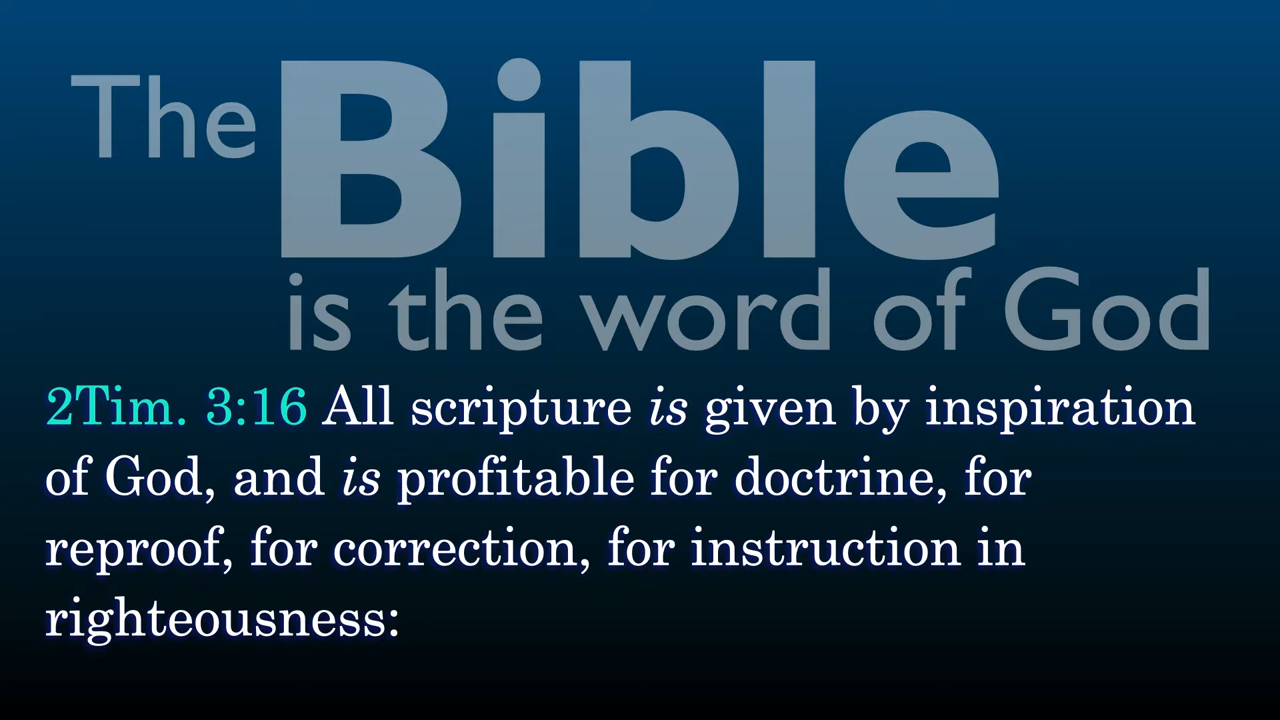 The Bible
is the word of God
2Tim. 3:16 All scripture is given by inspiration
of God, and is profitable for doctrine, for
reproof, for correction, for instruction in
righteousness: